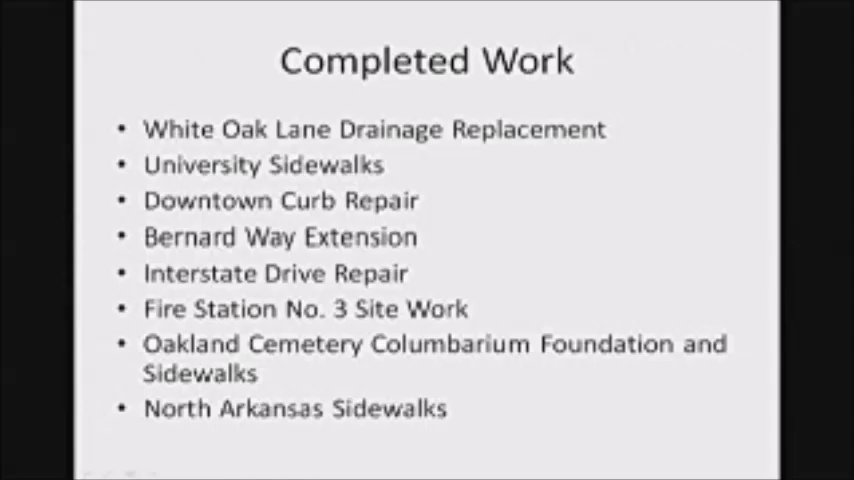 Completed Work
• White Oak Lane Drainage Replacement
• University Sidewalks
• Downtown Curb Repair
• Bernard Way Extension
• Interstate Drive Repair
• Fire Station No. 3 Site Work
• Oakland Cemetery Columbarium Foundation and
Sidewalks
• North Arkansas Sidewalks